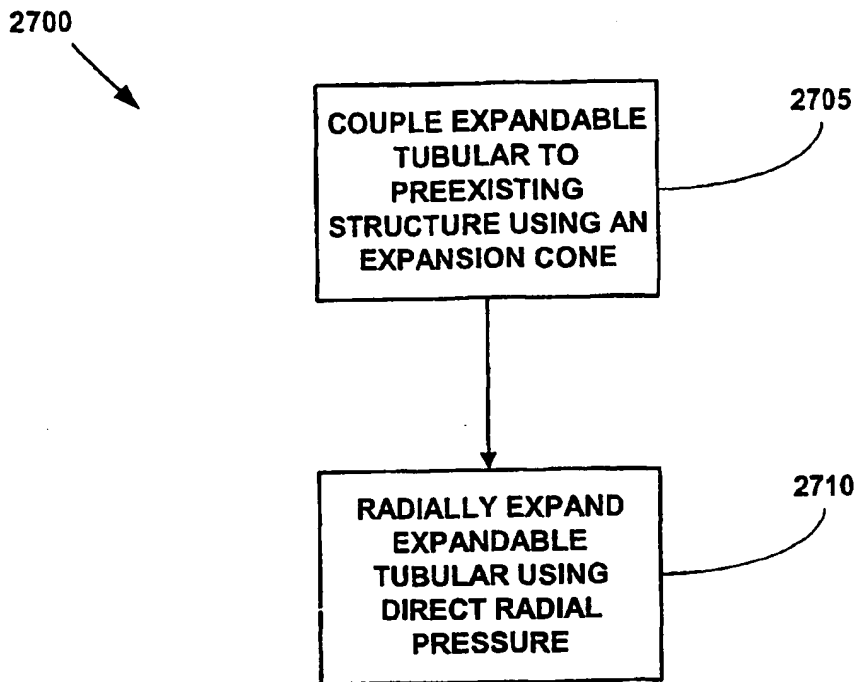 2700
COUPLE EXPANDABLE
TUBULAR TO
PREEXISTING
STRUCTURE USING AN
EXPANSION CONE
2705
RADIALLY EXPAND
EXPANDABLE
TUBULAR USING
DIRECT RADIAL
PRESSURE
2710